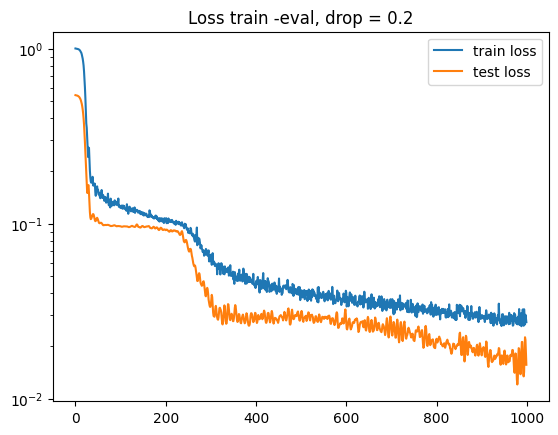 Loss train -eval, drop = 0.2
train loss
test loss
10⁰
10⁻¹
10⁻²
0 200 400 600 800 1000